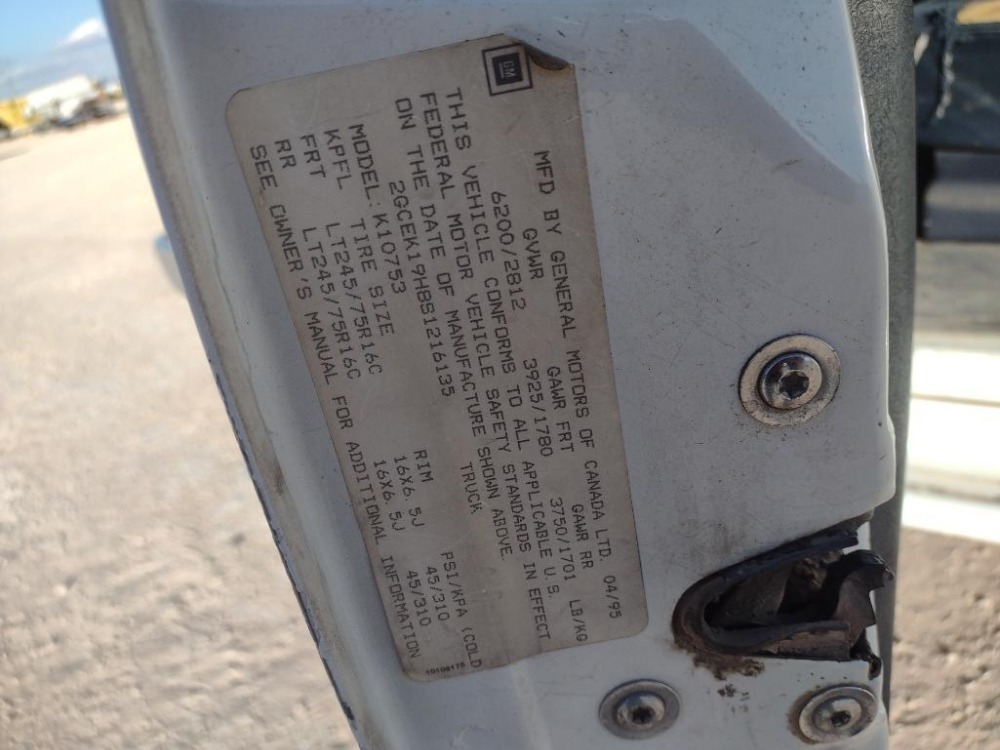 GM
MFD BY GENERAL MOTORS OF CANADA LTD. 04/95
GVWR GAWR FRT GAWR RR
6200/2812 3925/1780 3750/1701 LB/KG
THIS VEHICLE CONFORMS TO ALL APPLICABLE U.S.
FEDERAL MOTOR VEHICLE SAFETY STANDARDS IN EFFECT
ON THE DATE OF MANUFACTURE SHOWN ABOVE.
2GCEK19H8S1216135 TRUCK
MODEL:K10753
KPFL TIRE SIZE RIM PSI/KPA (COLD
FRT LT245/75R16C 16X6.5J 45/310
RR LT245/75R16C 16X6.5J 45/310
SEE OWNER'S MANUAL FOR ADDITIONAL INFORMATION